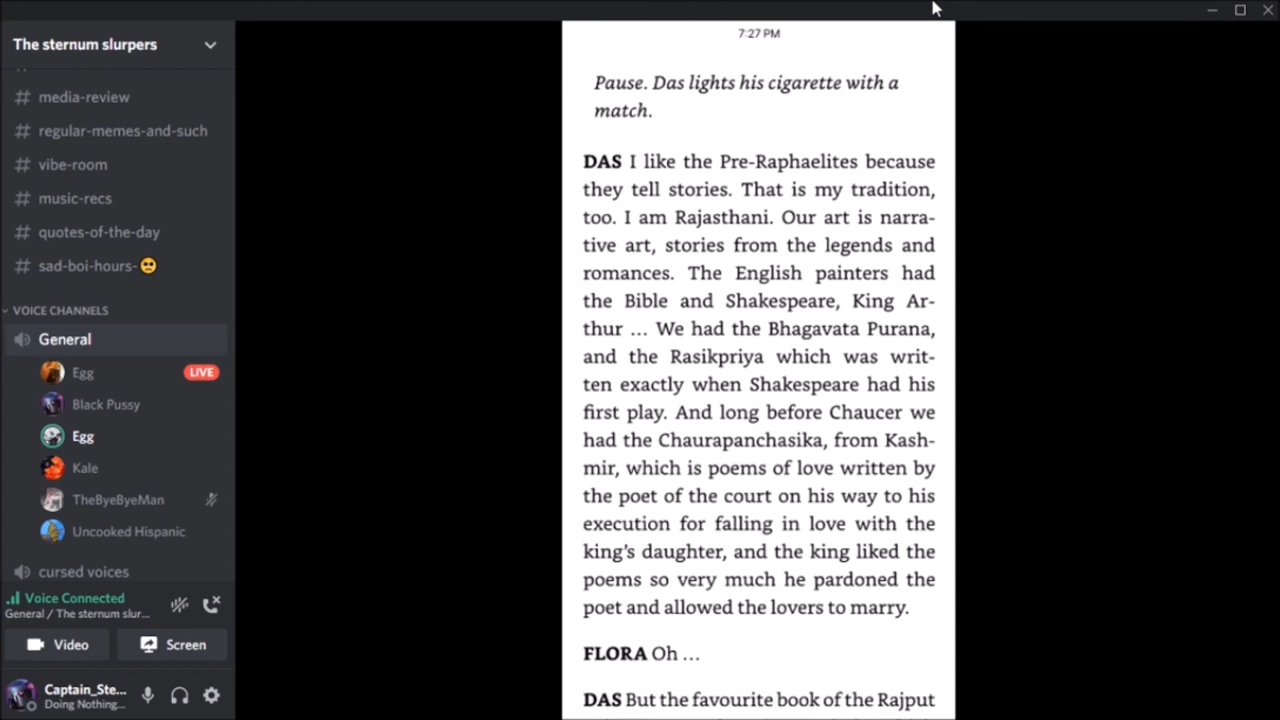 The sternum slurpers
# media-review
# regular-memes-and-such
# vibe-room
# music-recs
# quotes-of-the-day
# sad-boi-hours-🥺
VOICE CHANNELS
General
Egg LIVE
Black Pussy
Egg
Kale
TheByeByeMan
Uncooked Hispanic
cursed voices
Voice Connected
General / The sternum slur...
Video Screen
Captain_Ste...
Doing Nothing...
7:27 PM
Pause. Das lights his cigarette with a
match.
DAS I like the Pre-Raphaelites because
they tell stories. That is my tradition,
too. I am Rajasthani. Our art is narra-
tive art, stories from the legends and
romances. The English painters had
the Bible and Shakespeare, King Ar-
thur ... We had the Bhagavata Purana,
and the Rasikpriya which was writ-
ten exactly when Shakespeare had his
first play. And long before Chaucer we
had the Chaurapanchasika, from Kash-
mir, which is poems of love written by
the poet of the court on his way to his
execution for falling in love with the
king's daughter, and the king liked the
poems so very much he pardoned the
poet and allowed the lovers to marry.
FLORA Oh ...
DAS But the favourite book of the Rajput